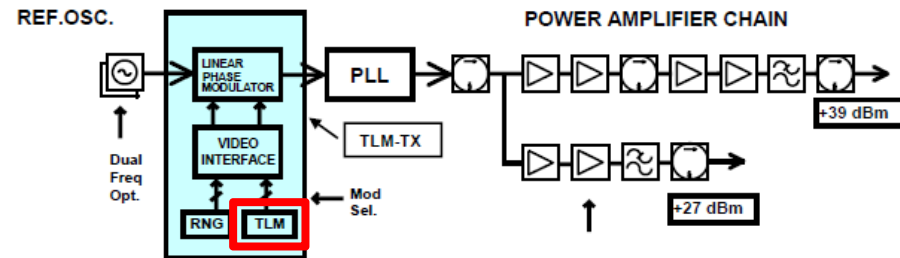 REF.OSC.
POWER AMPLIFIER CHAIN
LINEAR
PHASE
MODULATOR
PLL
+39 dBm
VIDEO
INTERFACE
TLM-TX
Dual
Freq
Opt.
Mod
Sel.
RNG
TLM
+27 dBm